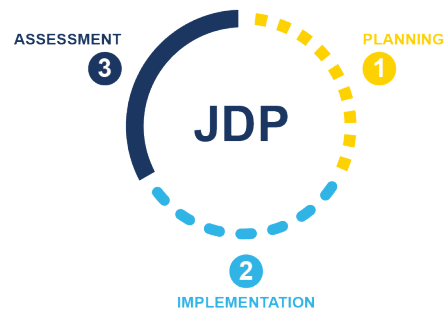 ASSESSMENT
3
PLANNING
1
JDP
2
IMPLEMENTATION